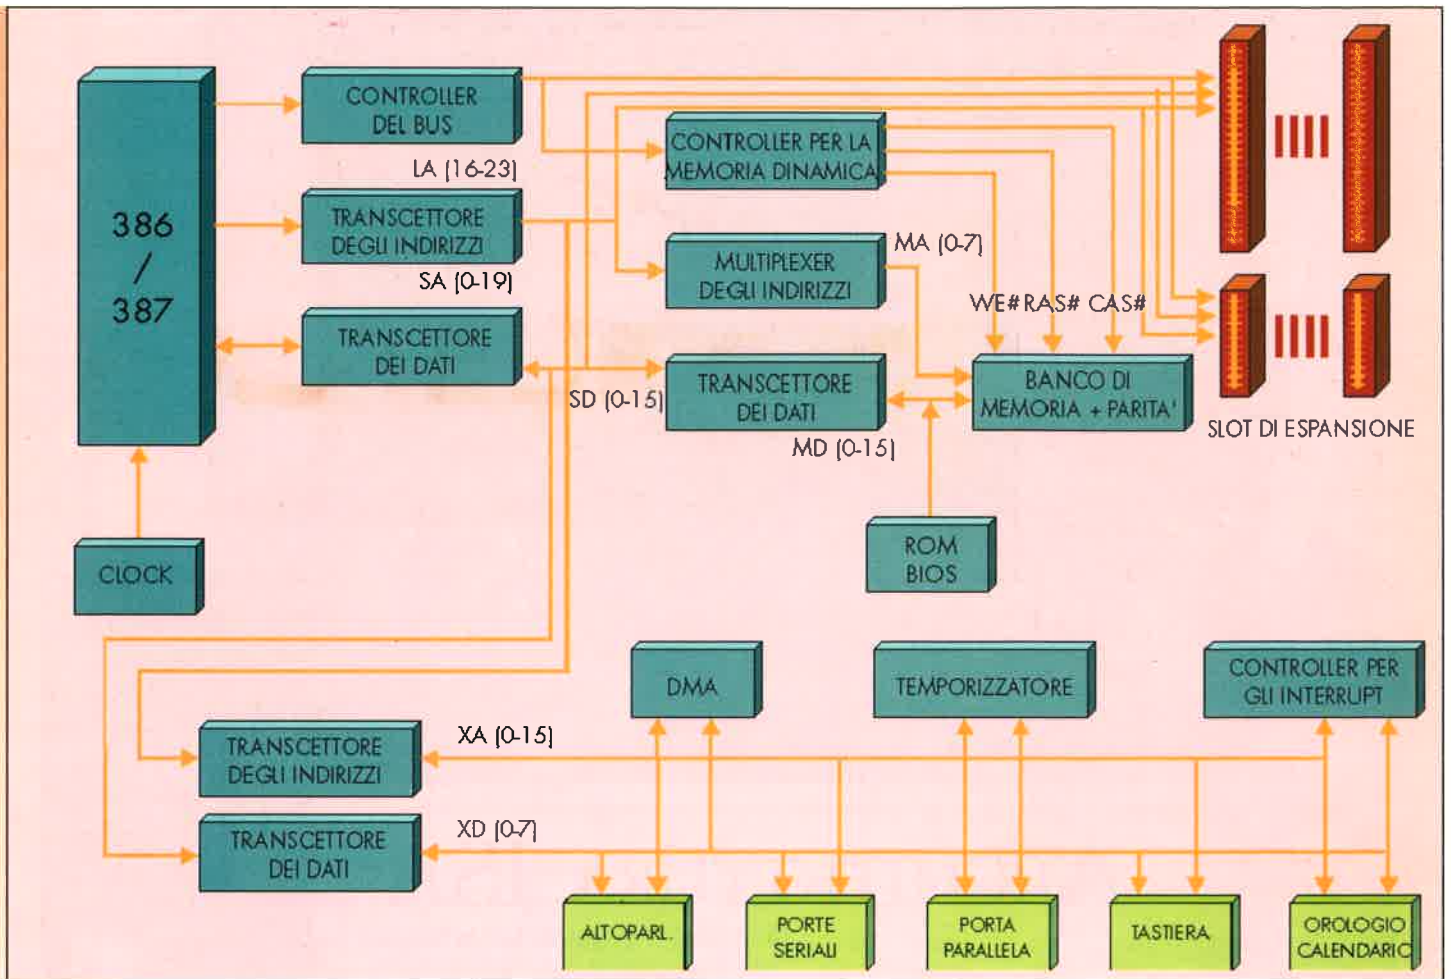 CONTROLLER
DEL BUS
LA (16-23)
CONTROLLER PER LA
MEMORIA DINAMICA
386
/
387
TRANSCETTORE
DEGLI INDIRIZZI
SA (0-19)
MULTIPLEXER
DEGLI INDIRIZZI
MA (0-7)
WE# RAS# CAS#
TRANSCETTORE
DEI DATI
SD (0-15)
TRANSCETTORE
DEI DATI
MD (0-15)
BANCO DI
MEMORIA + PARITA'
SLOT DI ESPANSIONE
CLOCK
ROM
BIOS
DMA
TEMPORIZZATORE
CONTROLLER PER
GLI INTERRUPT
TRANSCETTORE
DEGLI INDIRIZZI
XA (0-15)
TRANSCETTORE
DEI DATI
XD (0-7)
ALTOPARL.
PORTE
SERIALI
PORTA
PARALLELA
TASTIERA
OROLOGIO
CALENDARIO